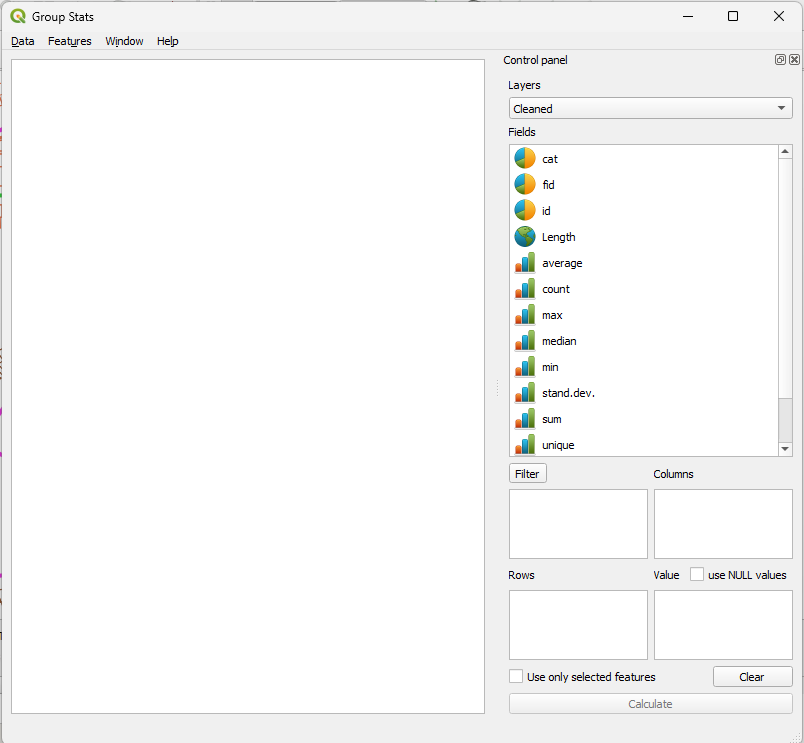 Group Stats
Data Features Window Help
Control panel
Layers
Cleaned
Fields
cat
fid
id
Length
average
count
max
median
min
stand.dev.
sum
unique
Filter Columns
Rows Value use NULL values
Use only selected features Clear
Calculate